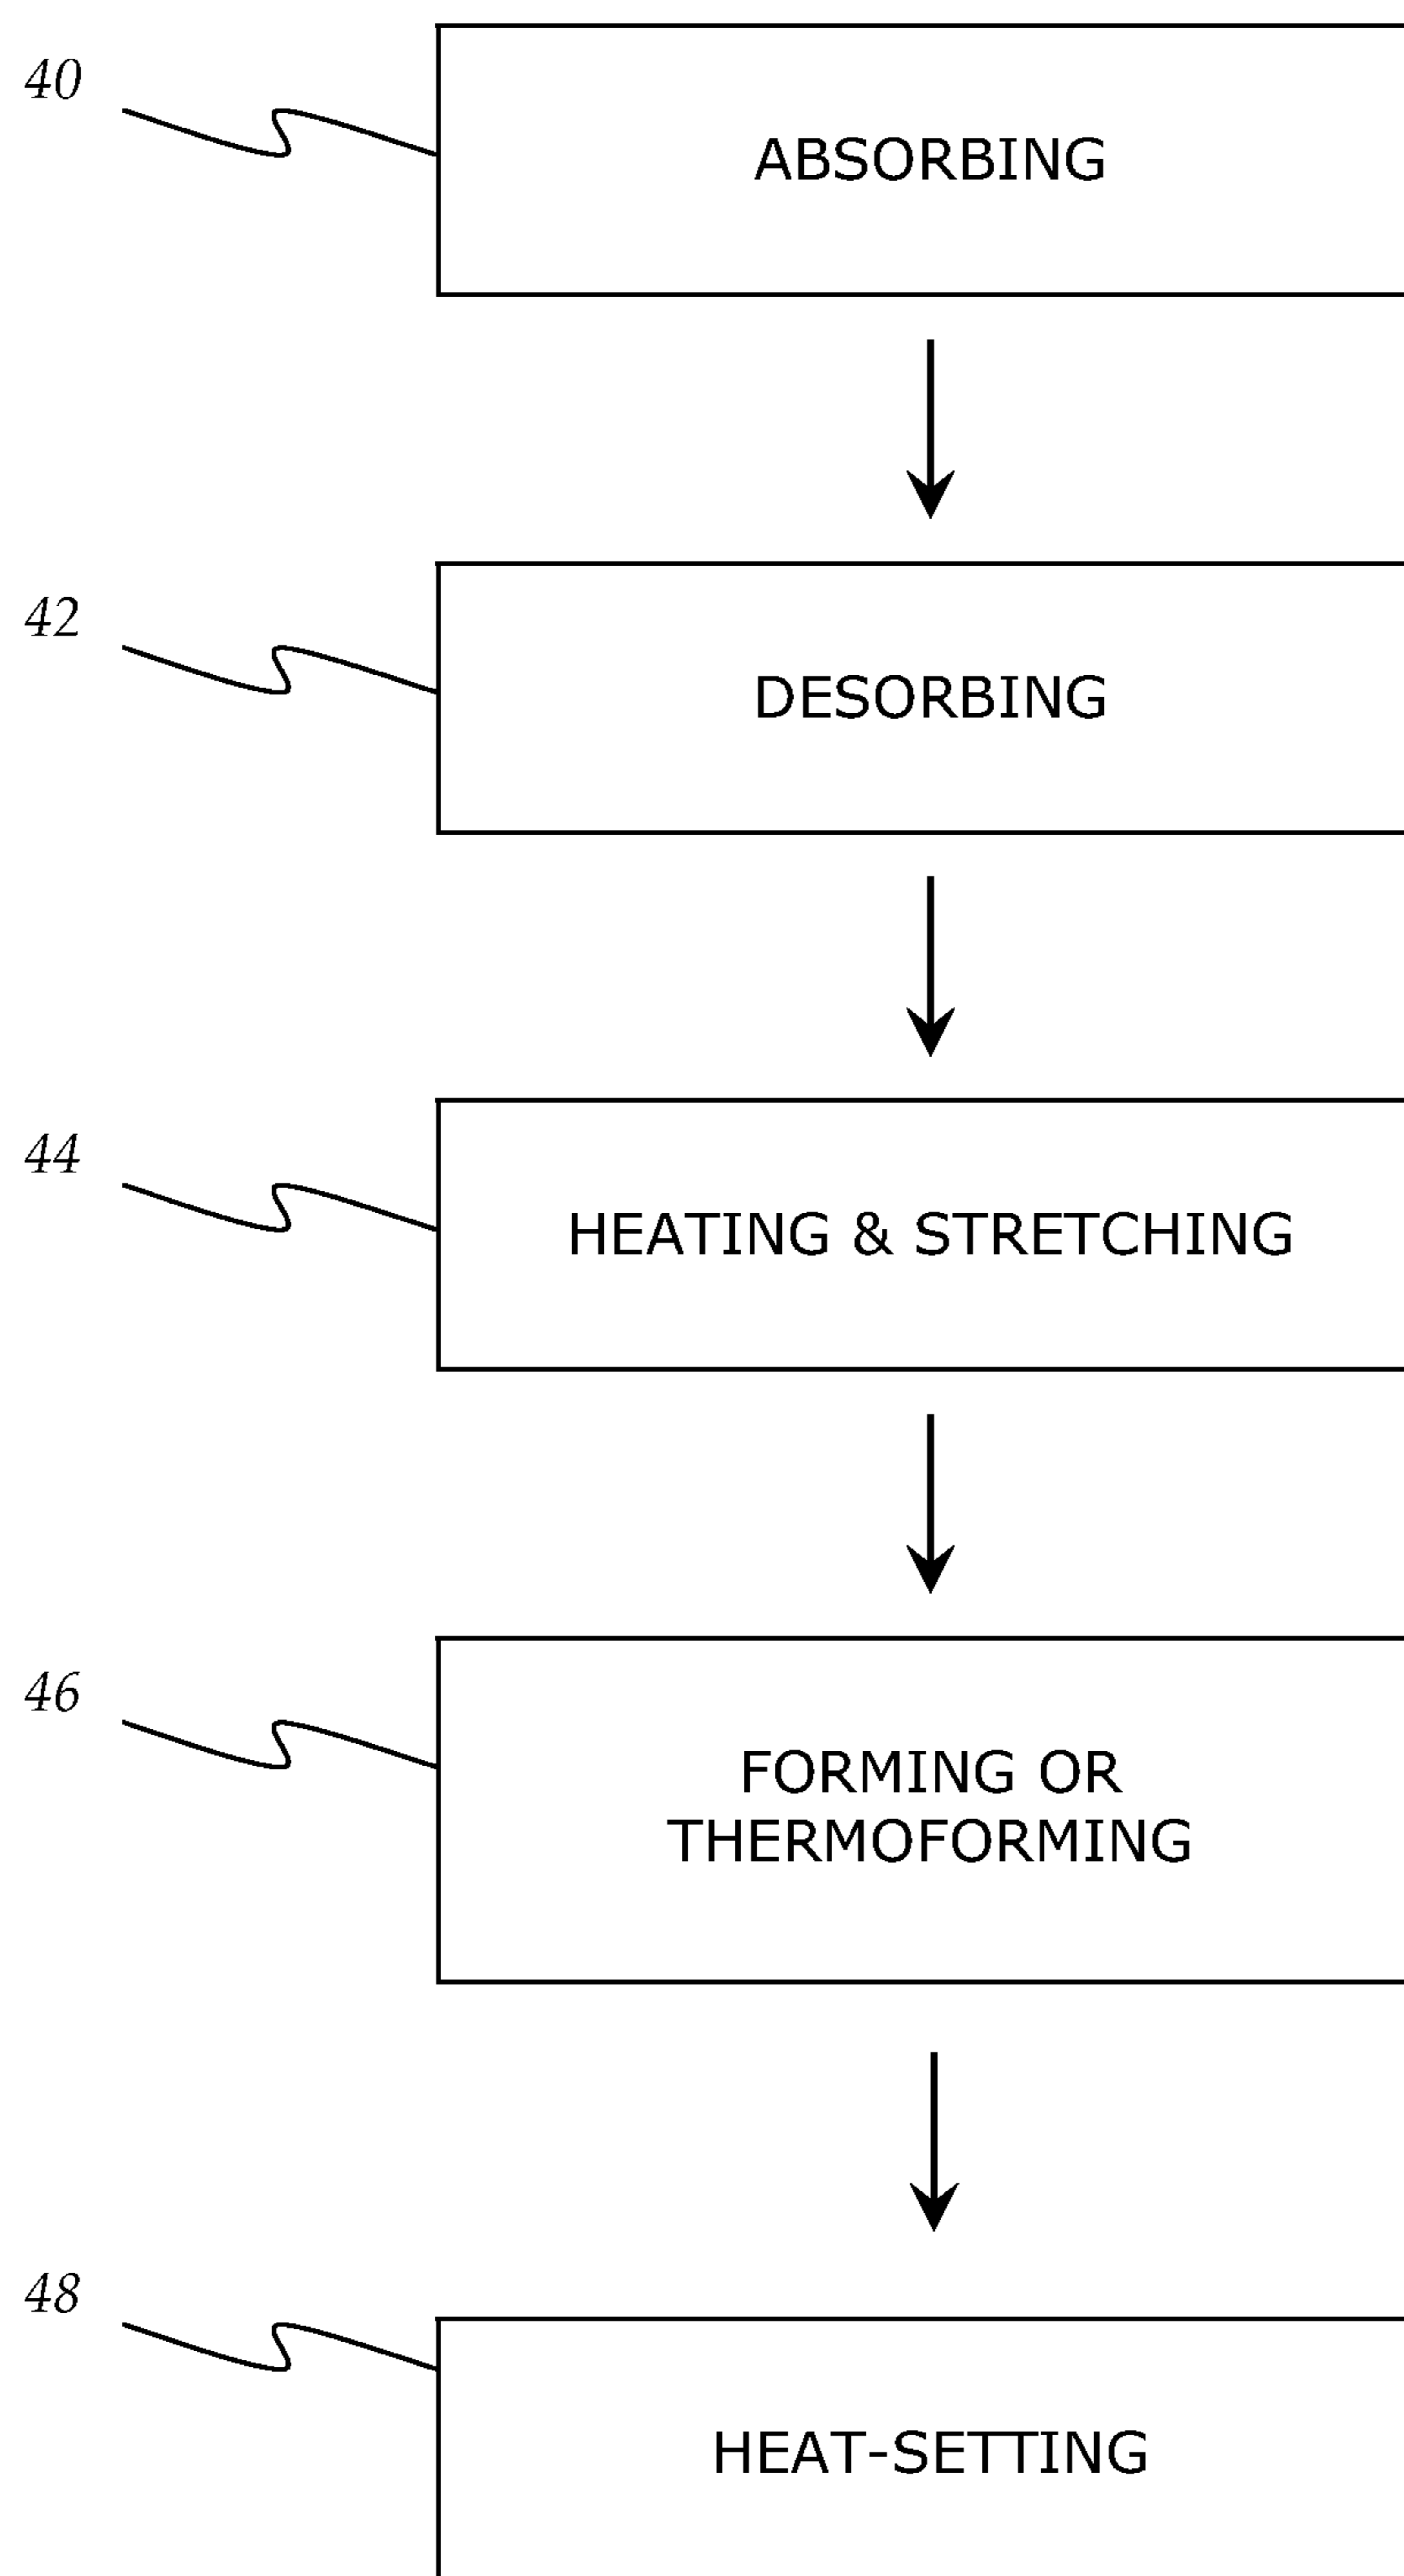 40
ABSORBING
42
DESORBING
44
HEATING & STRETCHING
46
FORMING OR
THERMOFORMING
48
HEAT-SETTING